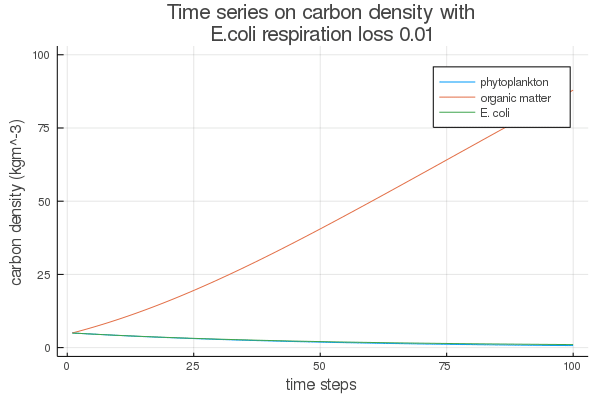 Time series on carbon density with
E.coli respiration loss 0.01
100
75
50
25
0
carbon density (kgm^-3)
phytoplankton
organic matter
E. coli
0
25
50
75
100
time steps